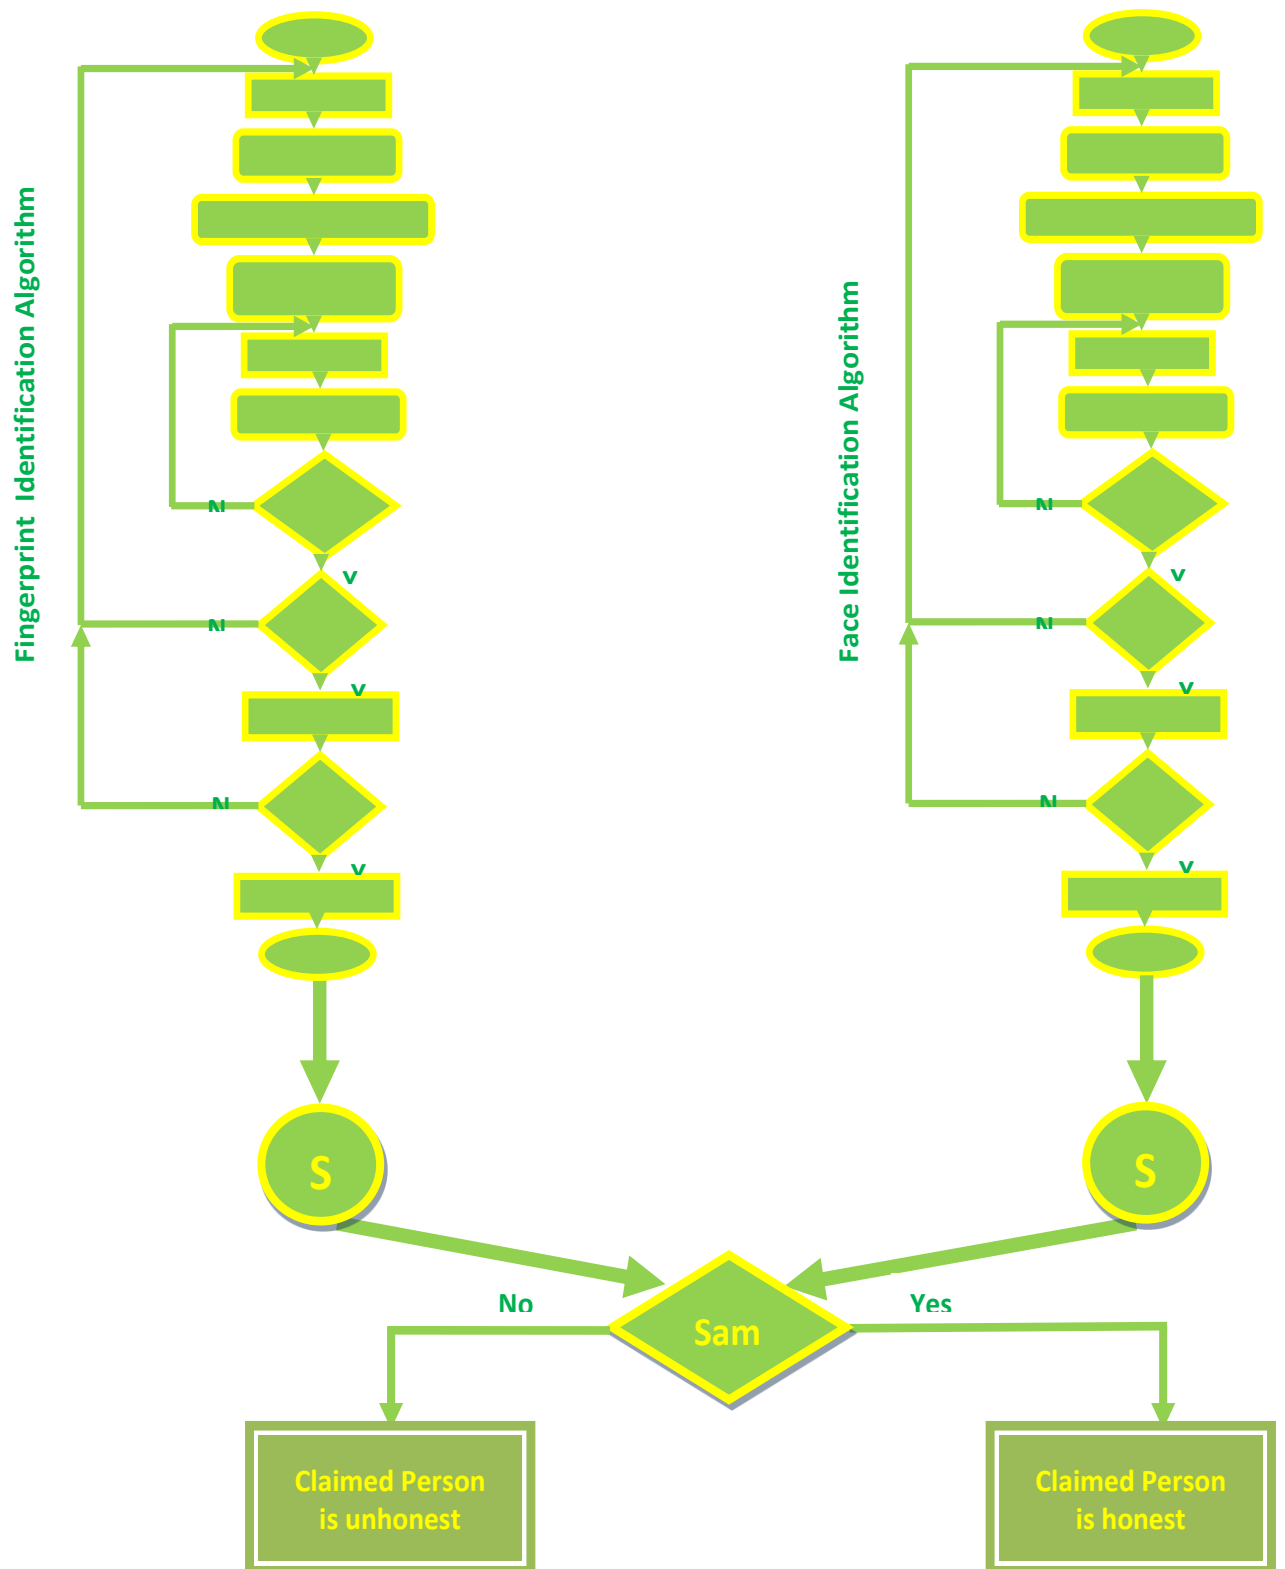 Fingerprint Identification Algorithm
Face Identification Algorithm
S
S
No
Yes
Sam
Claimed Person
is unhonest
Claimed Person
is honest